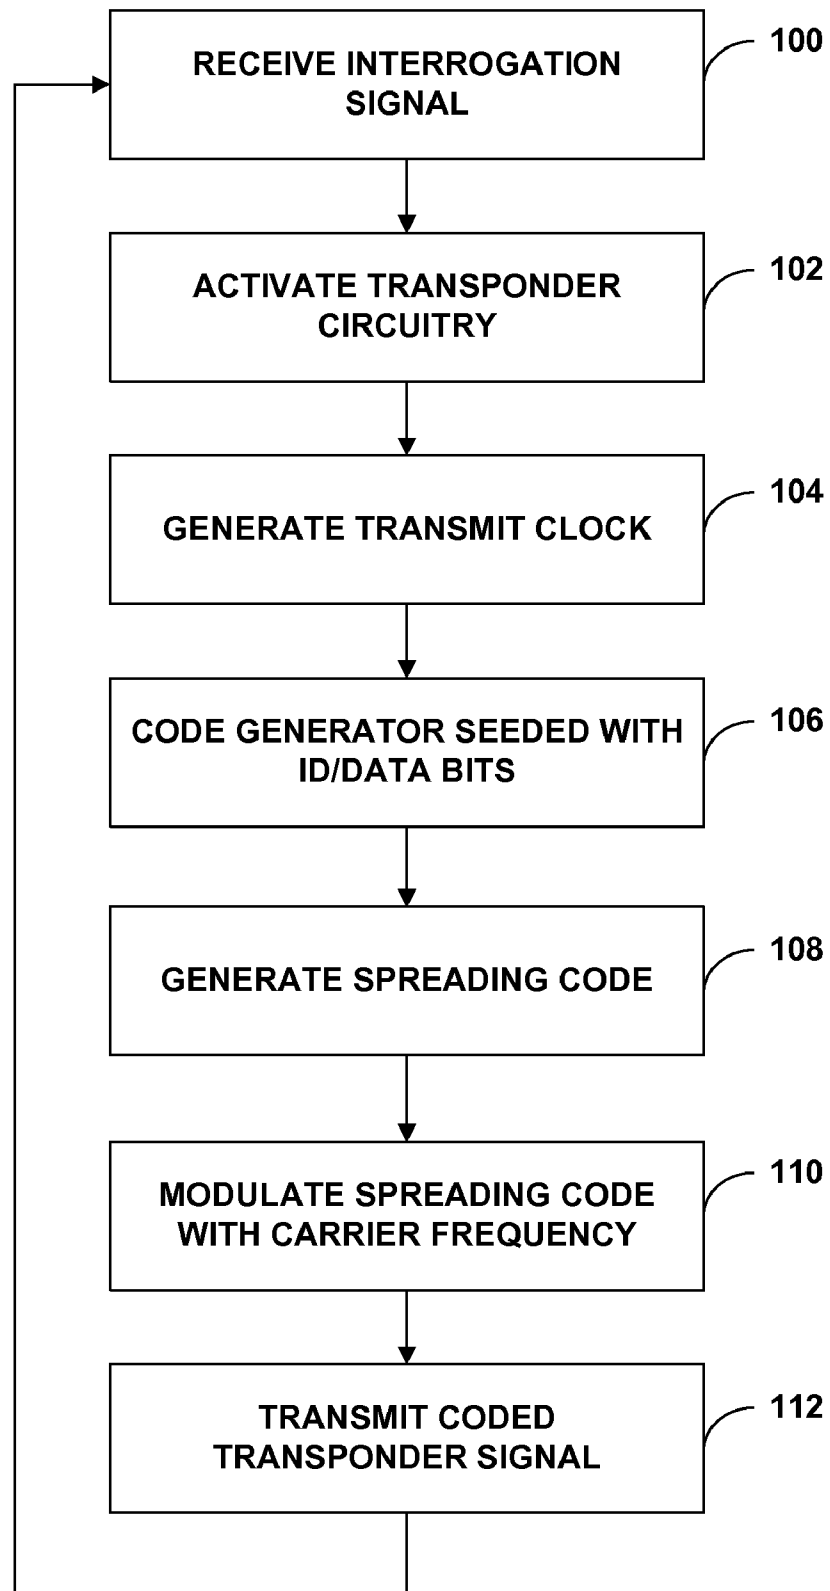 RECEIVE INTERROGATION
SIGNAL
100
ACTIVATE TRANSPONDER
CIRCUITRY
102
GENERATE TRANSMIT CLOCK
104
CODE GENERATOR SEEDED WITH
ID/DATA BITS
106
GENERATE SPREADING CODE
108
MODULATE SPREADING CODE
WITH CARRIER FREQUENCY
110
TRANSMIT CODED
TRANSPONDER SIGNAL
112